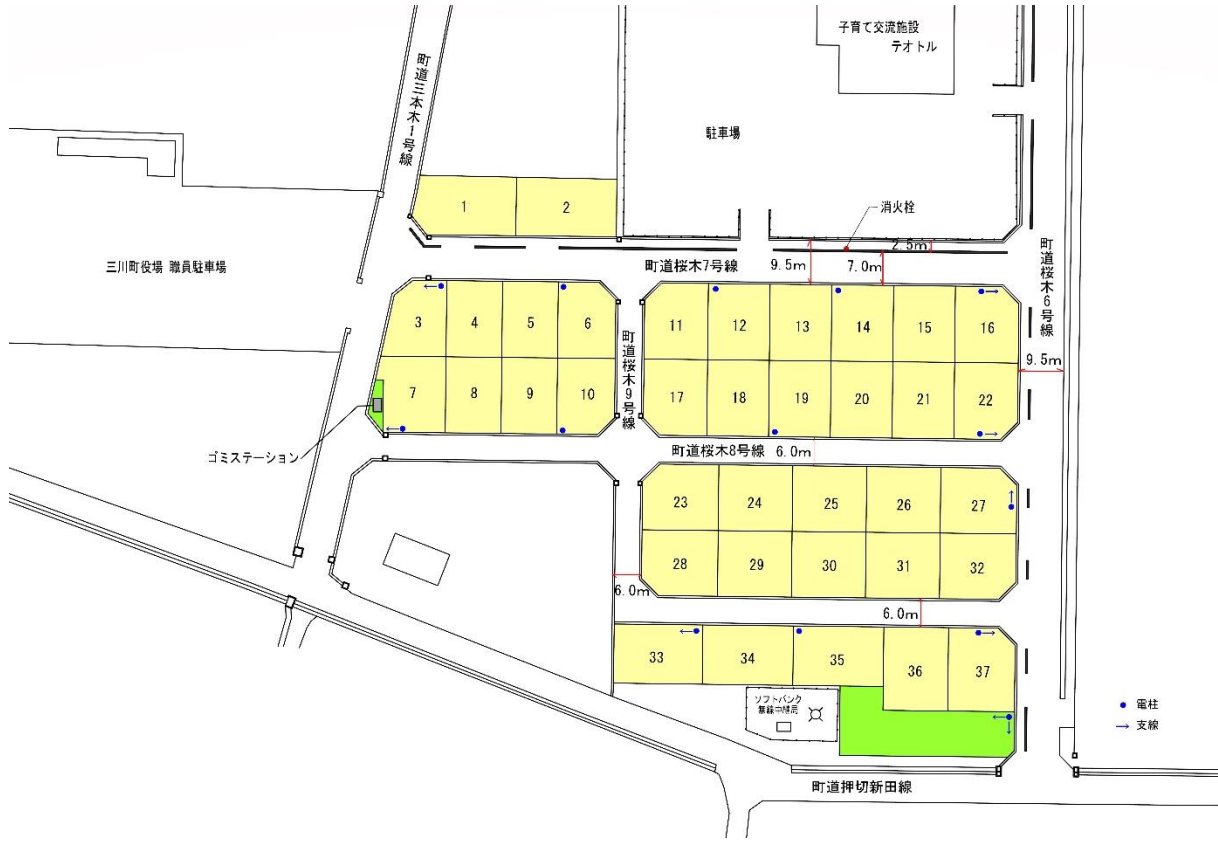 子育て交流施設
テオトル
町道三本木1号線
駐車場
1
2
消火栓
2.5m
三川町役場 職員駐車場
町道桜木7号線
9.5m
7.0m
町道桜木6号線
3
4
5
6
11
12
13
14
15
16
町道桜木9号線
9.5m
7
8
9
10
17
18
19
20
21
22
ゴミステーション
町道桜木8号線 6.0m
23
24
25
26
27
28
29
30
31
32
6.0m
6.0m
33
34
35
36
37
ソフトバンク
無線中継局
電柱
支線
町道押切新田線